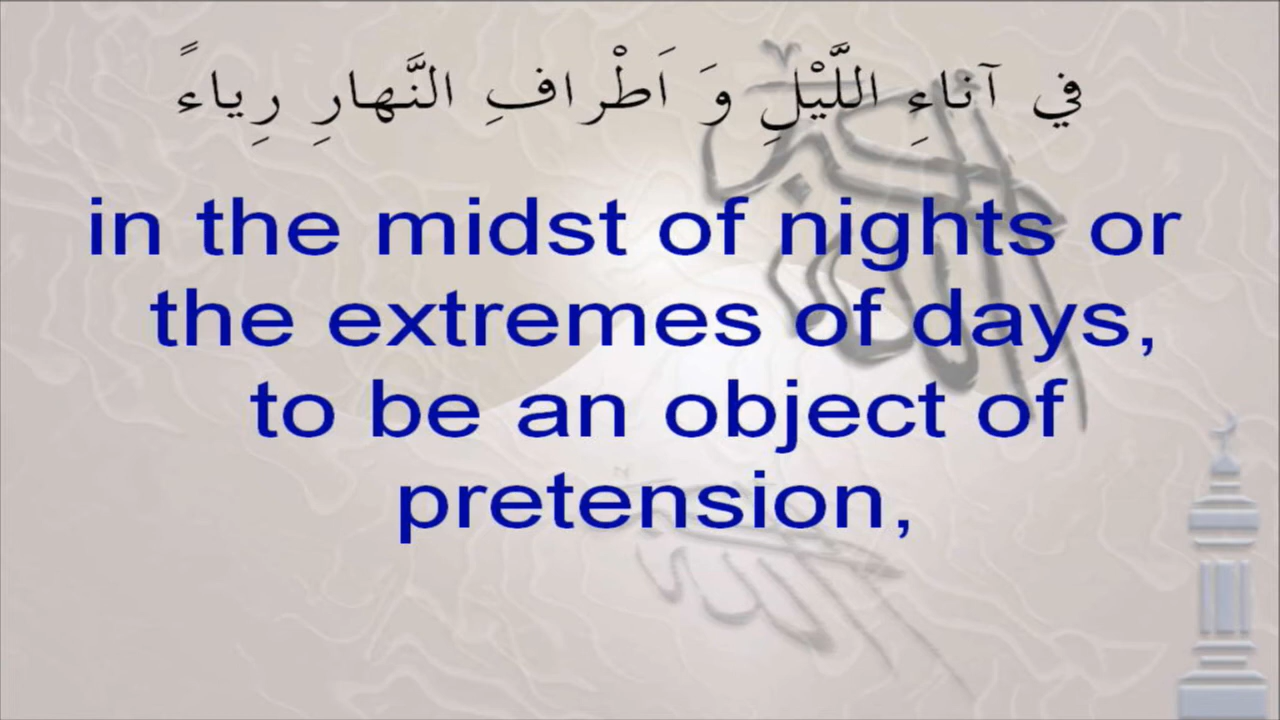 في آناءِ اللَّيْلِ وَ اَطْرافِ النَّهارِ رِياءً
in the midst of nights or
the extremes of days,
to be an object of
pretension,